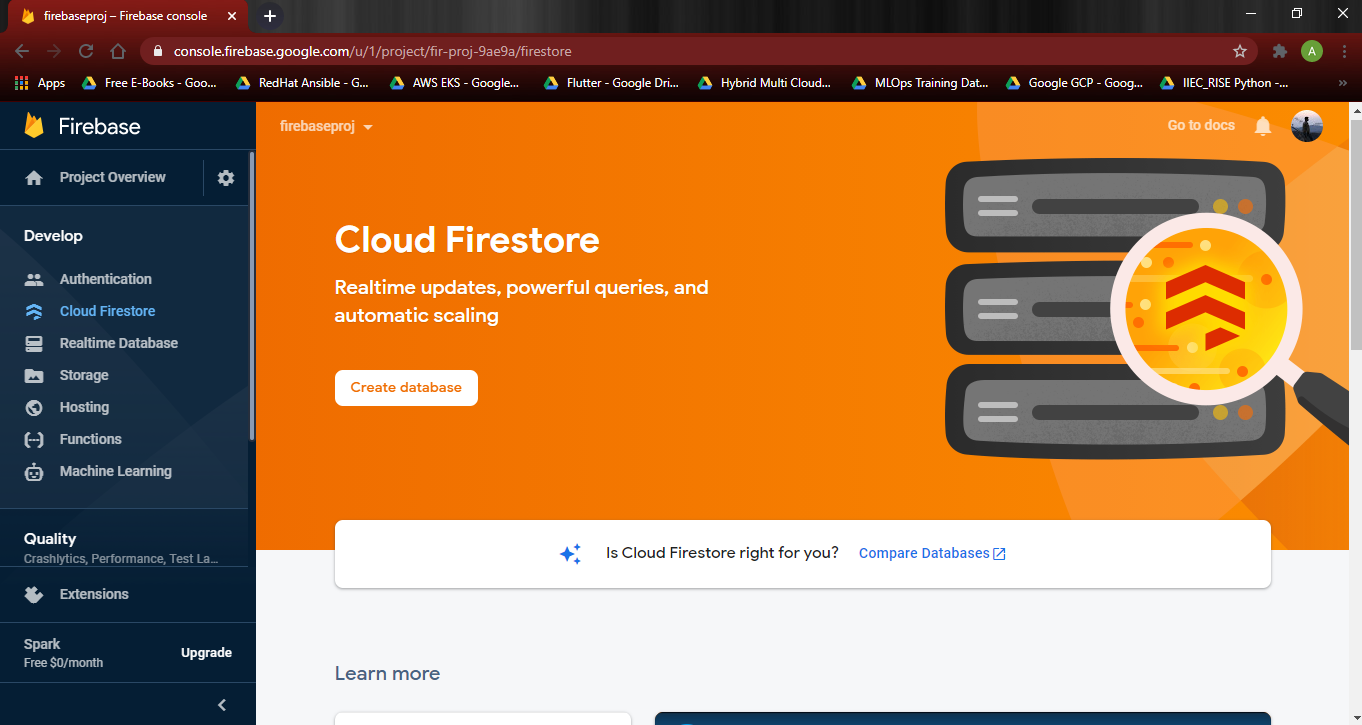 firebaseproj – Firebase console
console.firebase.google.com/u/1/project/fir-proj-9ae9a/firestore
A
Apps
Free E-Books - Goo...
RedHat Ansible - G...
AWS EKS - Google...
Flutter - Google Dri...
Hybrid Multi Cloud...
MLOps Training Dat...
Google GCP - Goog...
IIEC_RISE Python -...
Firebase
Project Overview
Develop
Authentication
Cloud Firestore
Realtime Database
Storage
Hosting
Functions
Machine Learning
Quality
Crashlytics, Performance, Test La...
Extensions
Spark
Free $0/month
Upgrade
firebaseproj
Go to docs
Cloud Firestore
Realtime updates, powerful queries, and
automatic scaling
Create database
Is Cloud Firestore right for you?
Compare Databases
Learn more